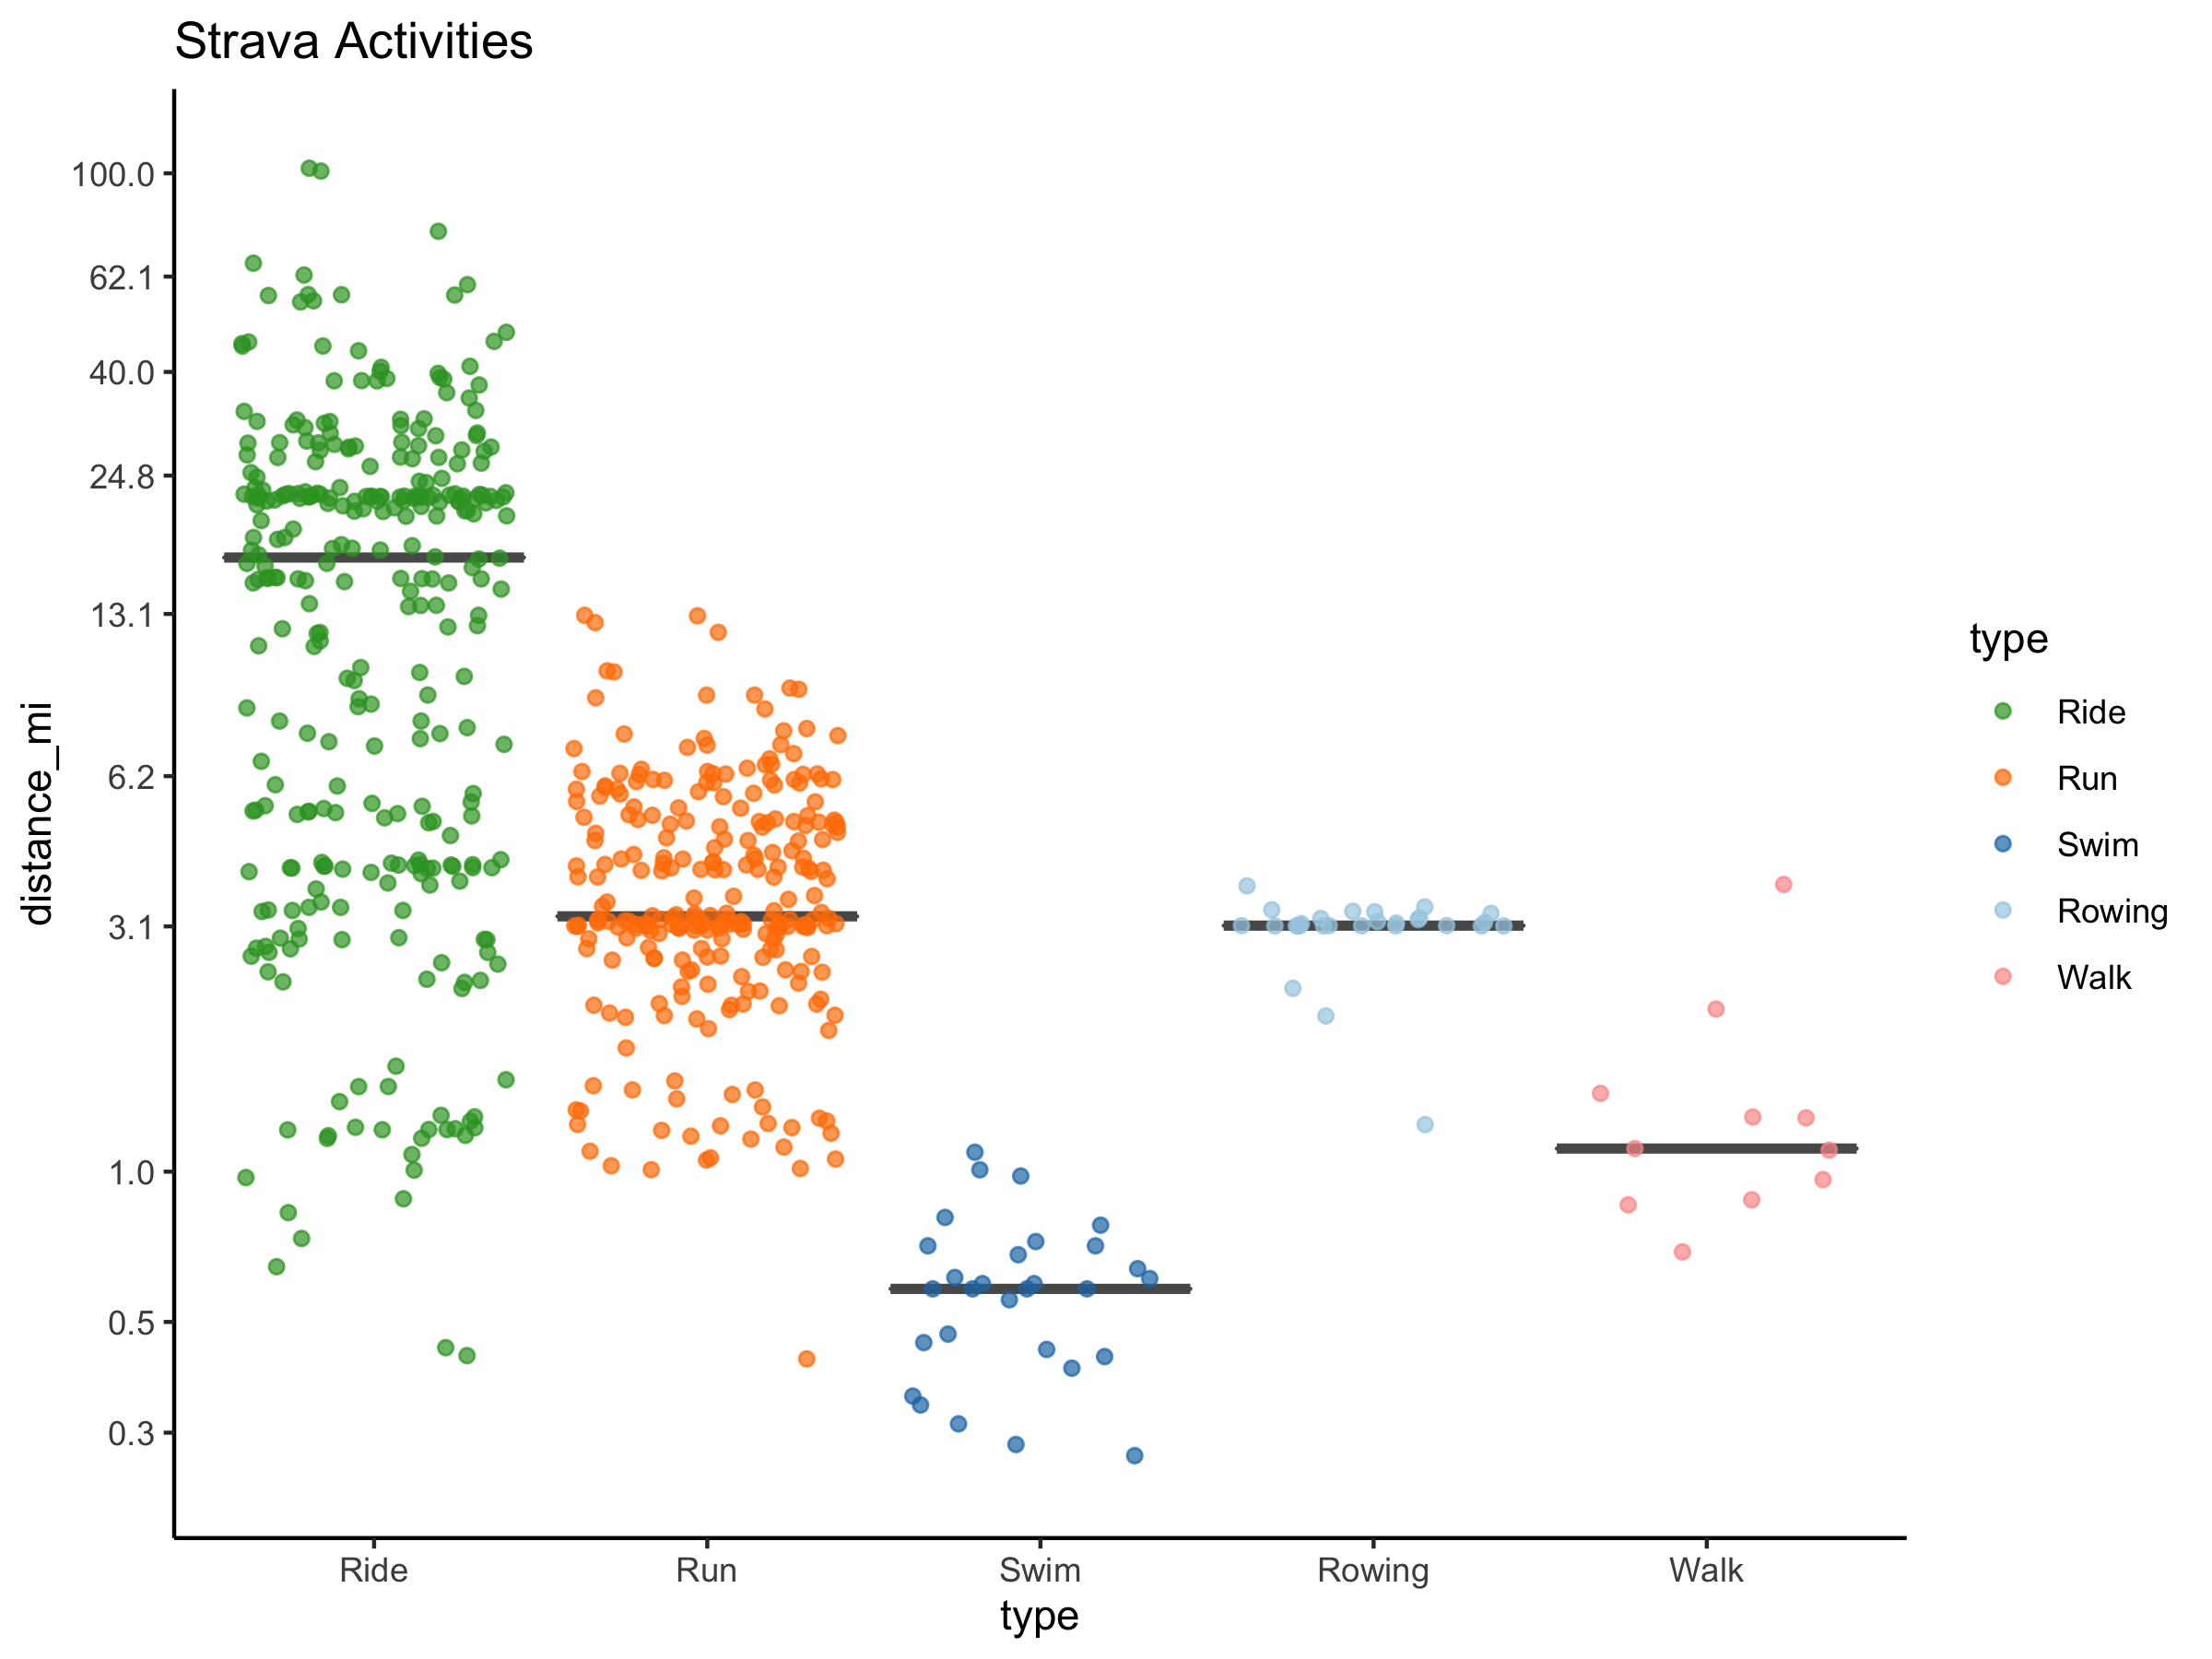 Strava Activities
distance_mi
100.0
62.1
40.0
24.8
13.1
6.2
3.1
1.0
0.5
0.3
Ride
Run
Swim
Rowing
Walk
type
type
Ride
Run
Swim
Rowing
Walk